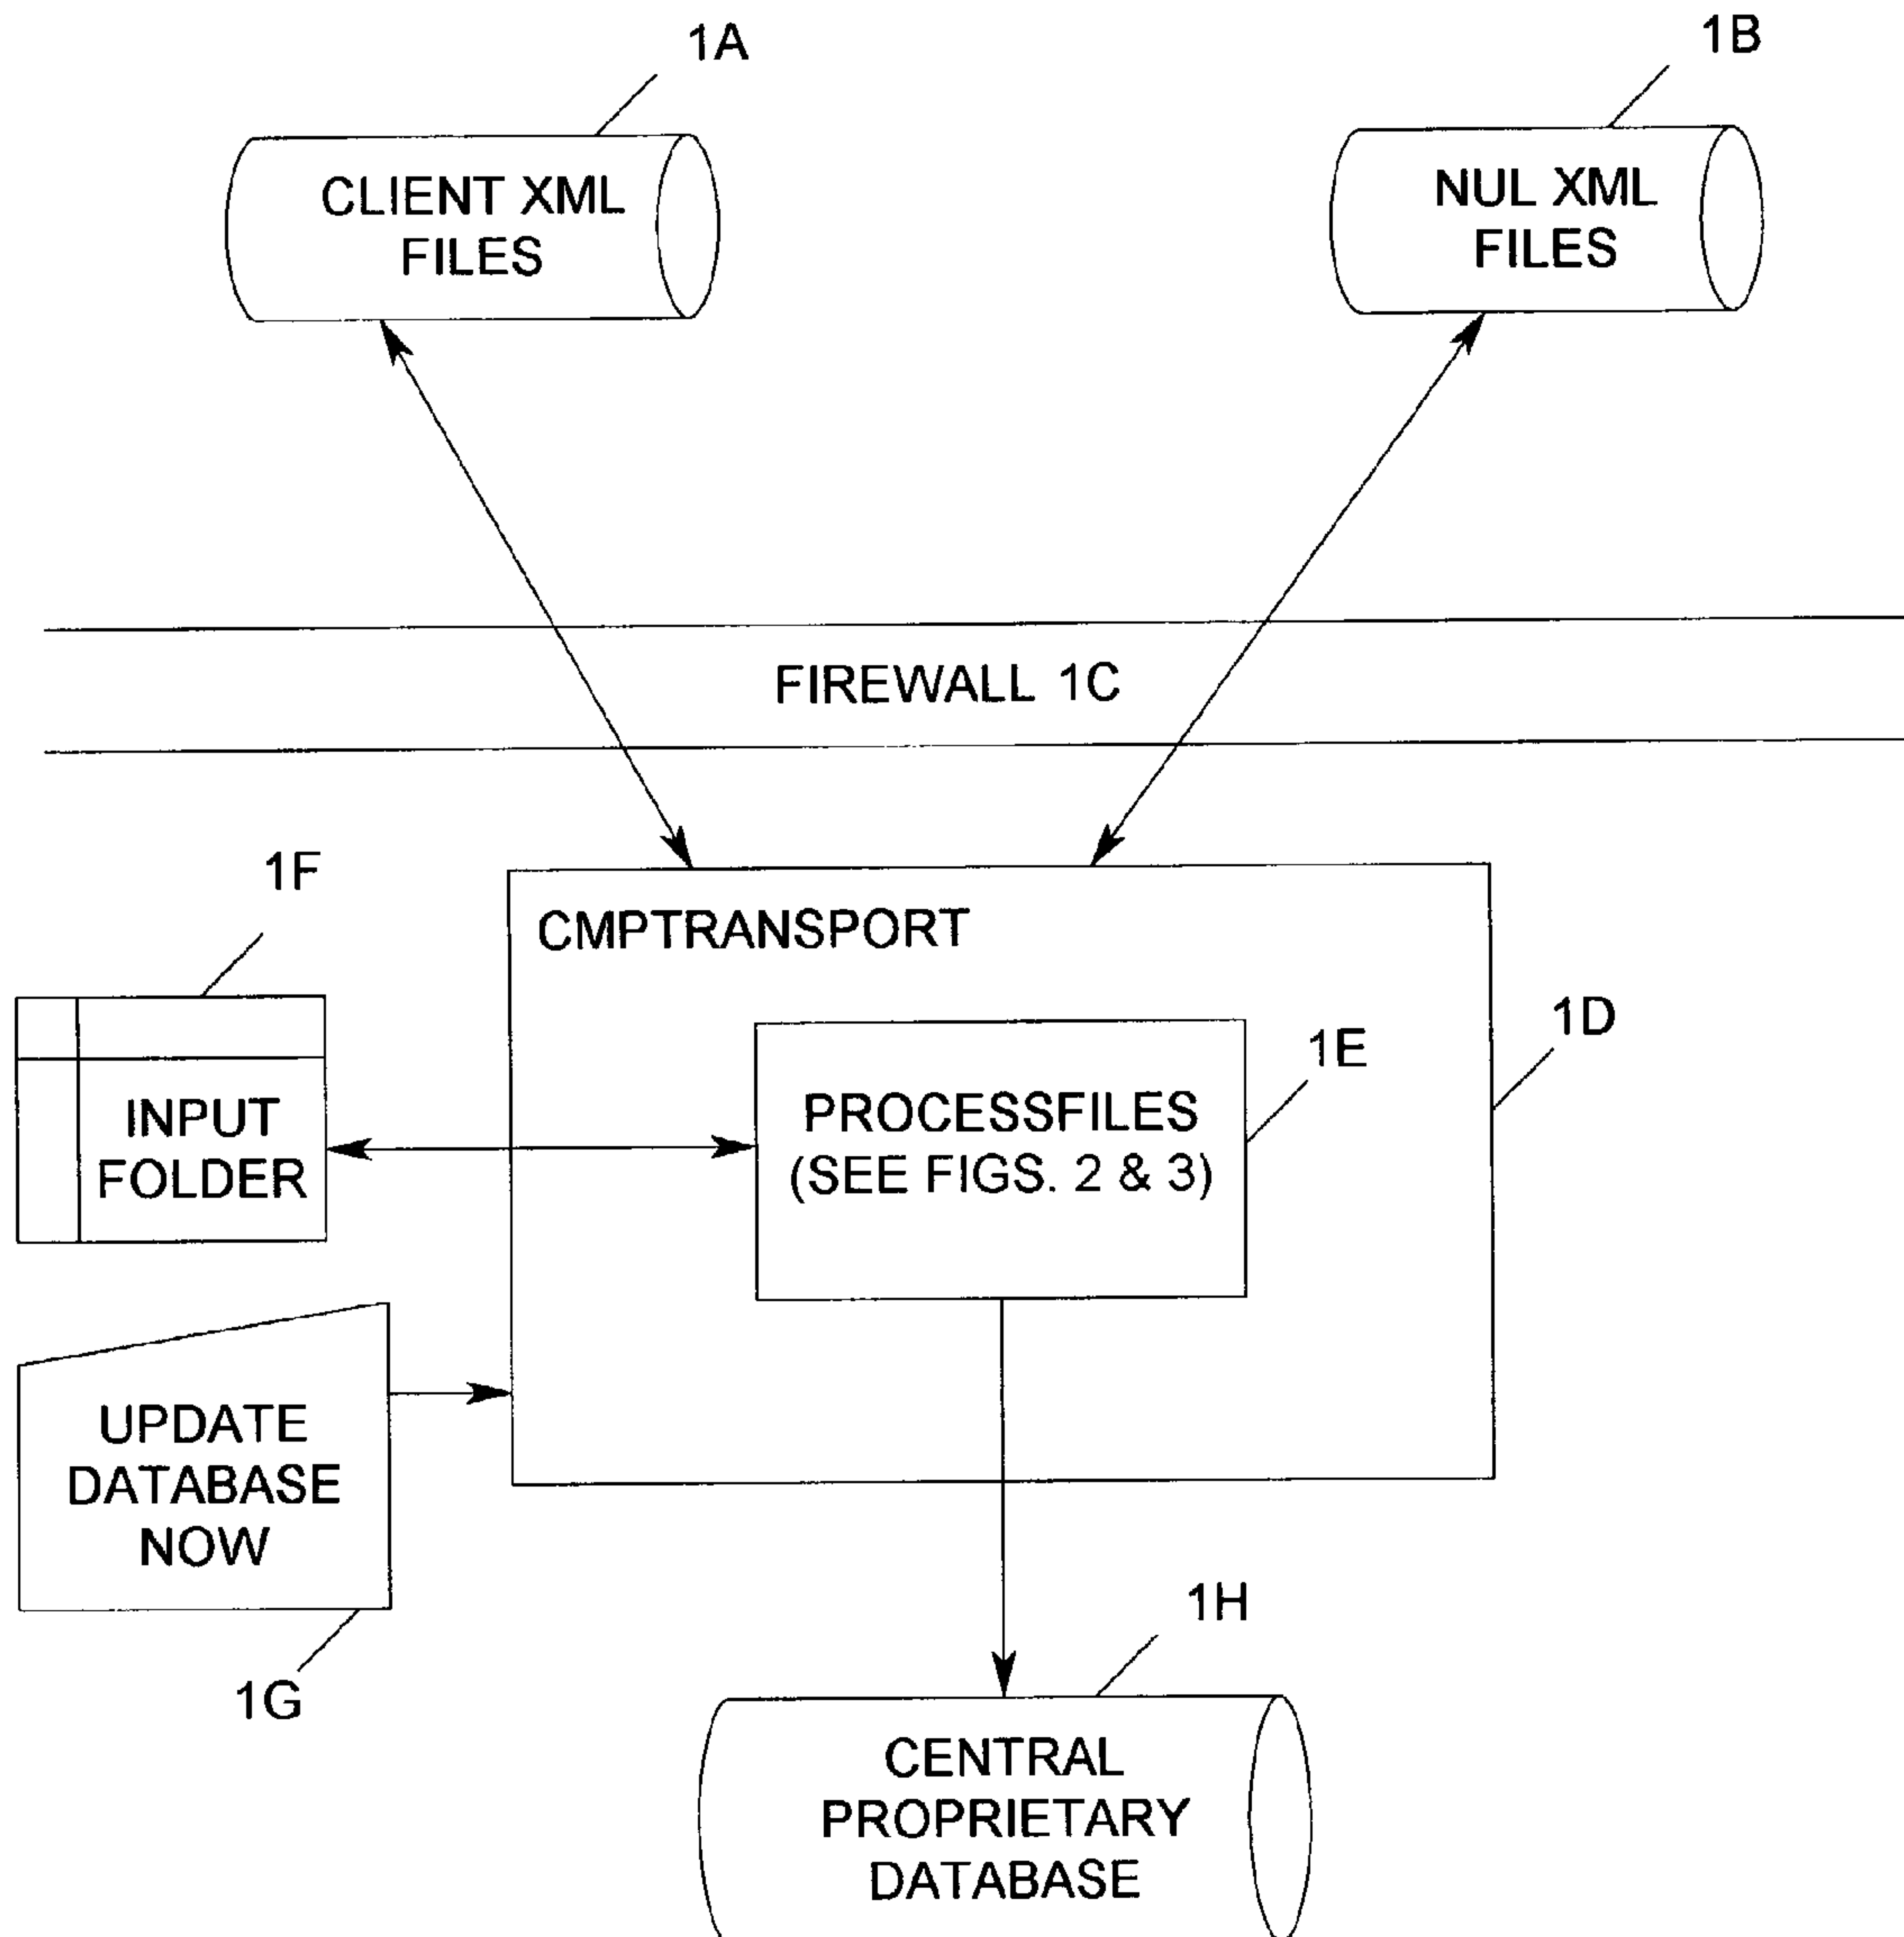 1A
1B
CLIENT XML
FILES
NUL XML
FILES
FIREWALL 1C
1F
CMPTRANSPORT
1D
1E
INPUT
FOLDER
PROCESSFILES
(SEE FIGS. 2 & 3)
UPDATE
DATABASE
NOW
1G
1H
CENTRAL
PROPRIETARY
DATABASE